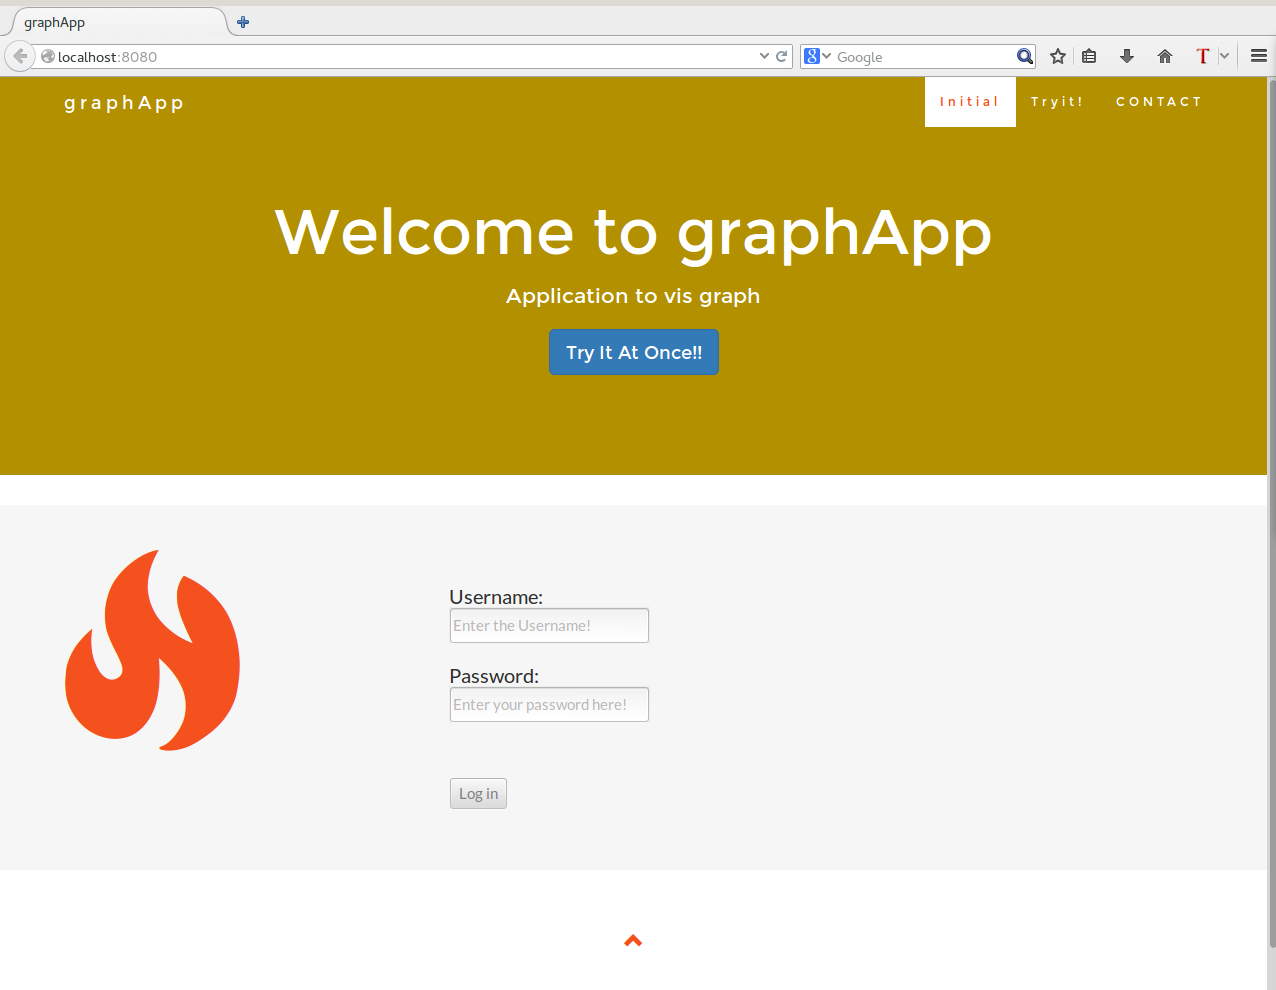 graphApp
localhost:8080
Google
graphApp
Initial
Tryit!
CONTACT
Welcome to graphApp
Application to vis graph
Try It At Once!!
Username:
Enter the Username!
Password:
Enter your password here!
Log in